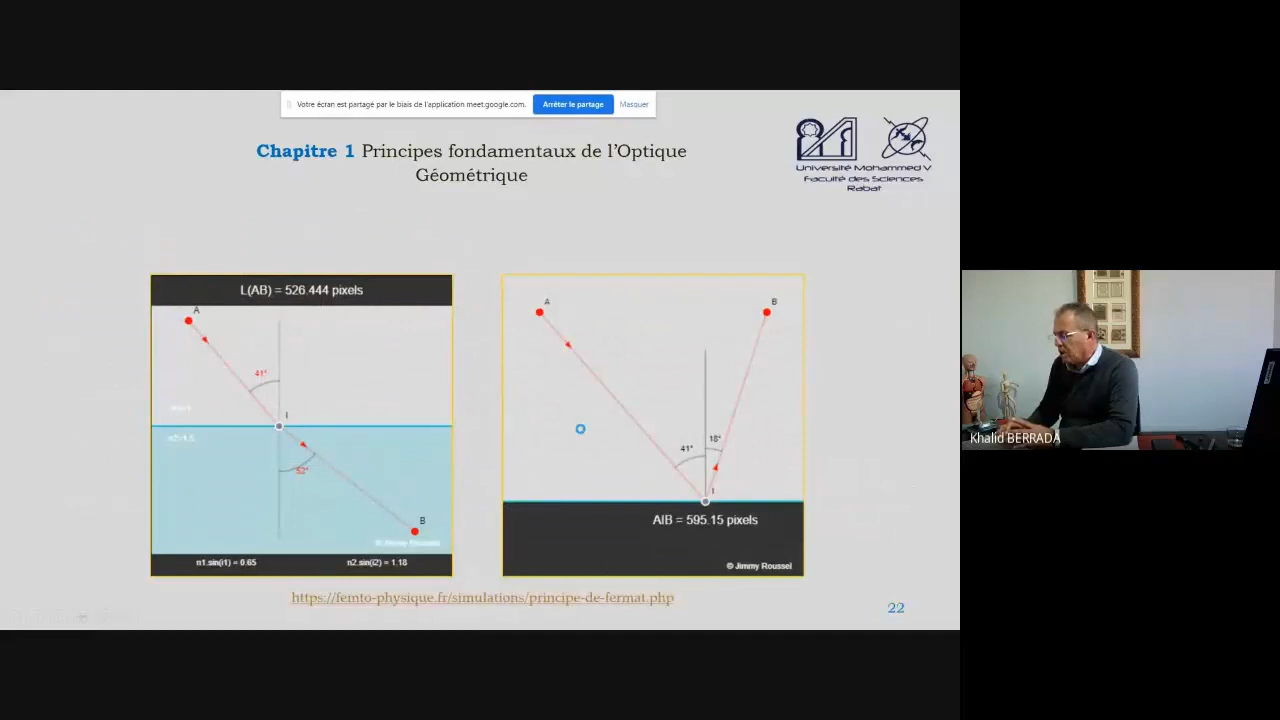 Votre écran est partagé par le biais de l'application meet.google.com.
Arrêter le partage
Masquer
Chapitre 1 Principes fondamentaux de l'Optique
Géométrique
Université Mohammed V
Faculté des Sciences
Rabat
L(AB) = 526.444 pixels
A
41°
I
n2=1.5
52°
B
© Jimmy Roussel
n1.sin(i1) = 0.65
n2.sin(i2) = 1.18
A
B
41°
18°
I
AIB = 595.15 pixels
© Jimmy Roussel
https://femto-physique.fr/simulations/principe-de-fermat.php
22
Khalid BERRADA